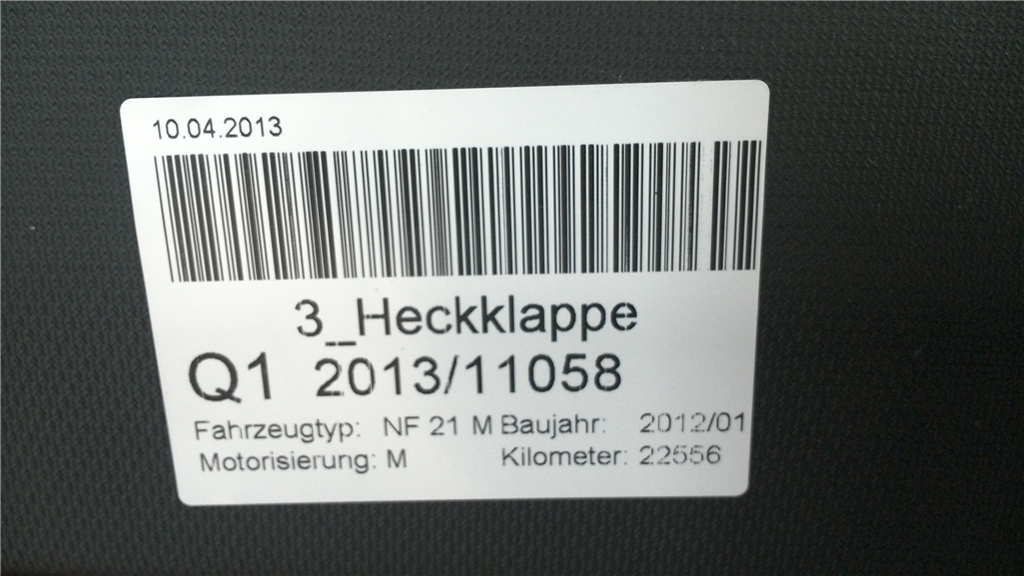 10.04.2013
3_Heckklappe
Q1 2013/11058
Fahrzeugtyp: NF 21 M Baujahr: 2012/01
Motorisierung: M Kilometer: 22556